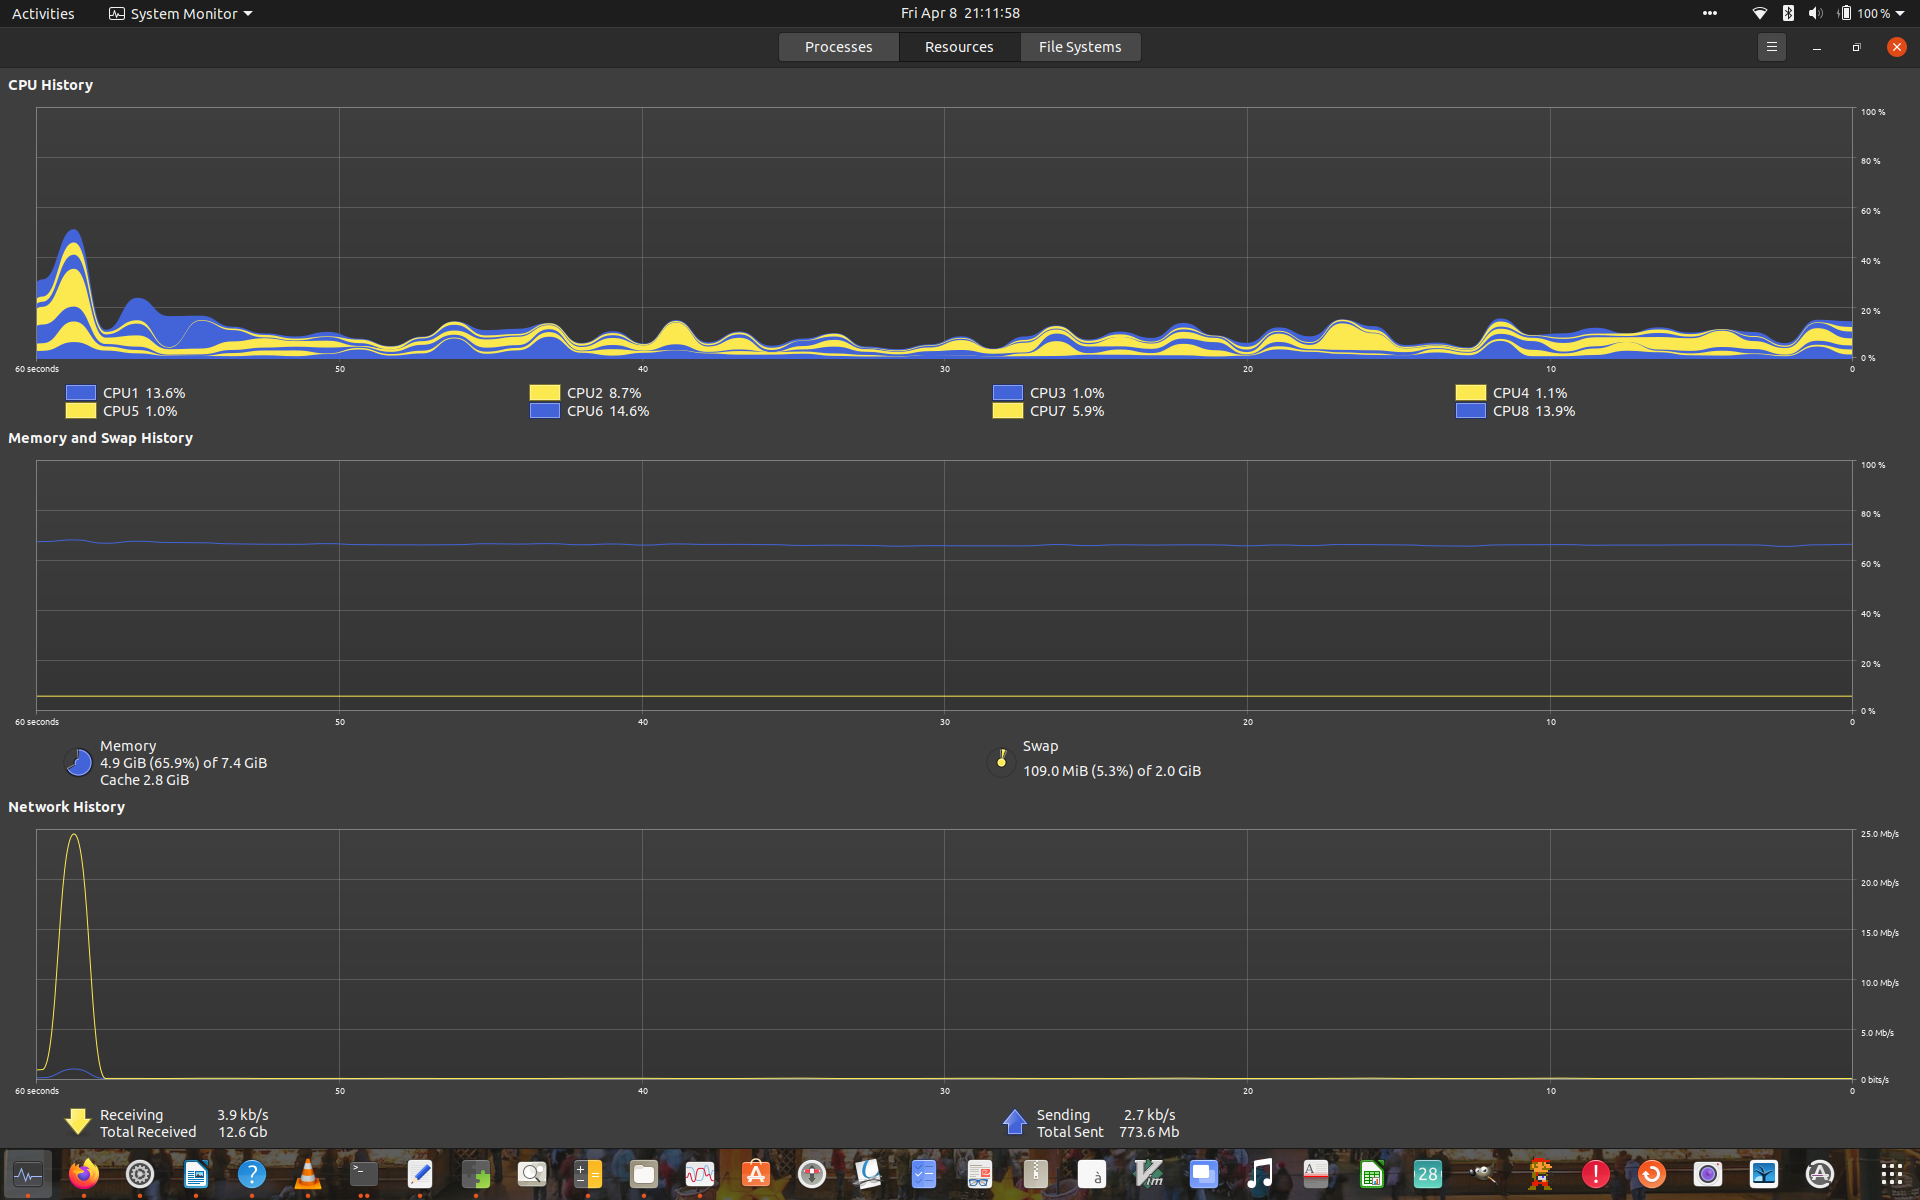 Activities System Monitor Fri Apr 8 21:11:58 100 %
Processes Resources File Systems
CPU History
100 %
80 %
60 %
40 %
20 %
0 %
60 seconds 50 40 30 20 10 0
CPU1 13.6% CPU2 8.7% CPU3 1.0% CPU4 1.1%
CPU5 1.0% CPU6 14.6% CPU7 5.9% CPU8 13.9%
Memory and Swap History
100 %
80 %
60 %
40 %
20 %
0 %
60 seconds 50 40 30 20 10 0
Memory
4.9 GiB (65.9%) of 7.4 GiB
Cache 2.8 GiB
Swap
109.0 MiB (5.3%) of 2.0 GiB
Network History
25.0 Mb/s
20.0 Mb/s
15.0 Mb/s
10.0 Mb/s
5.0 Mb/s
0 bits/s
60 seconds 50 40 30 20 10 0
Receiving 3.9 kb/s
Total Received 12.6 Gb
Sending 2.7 kb/s
Total Sent 773.6 Mb
? >_ à Vim A 28 !